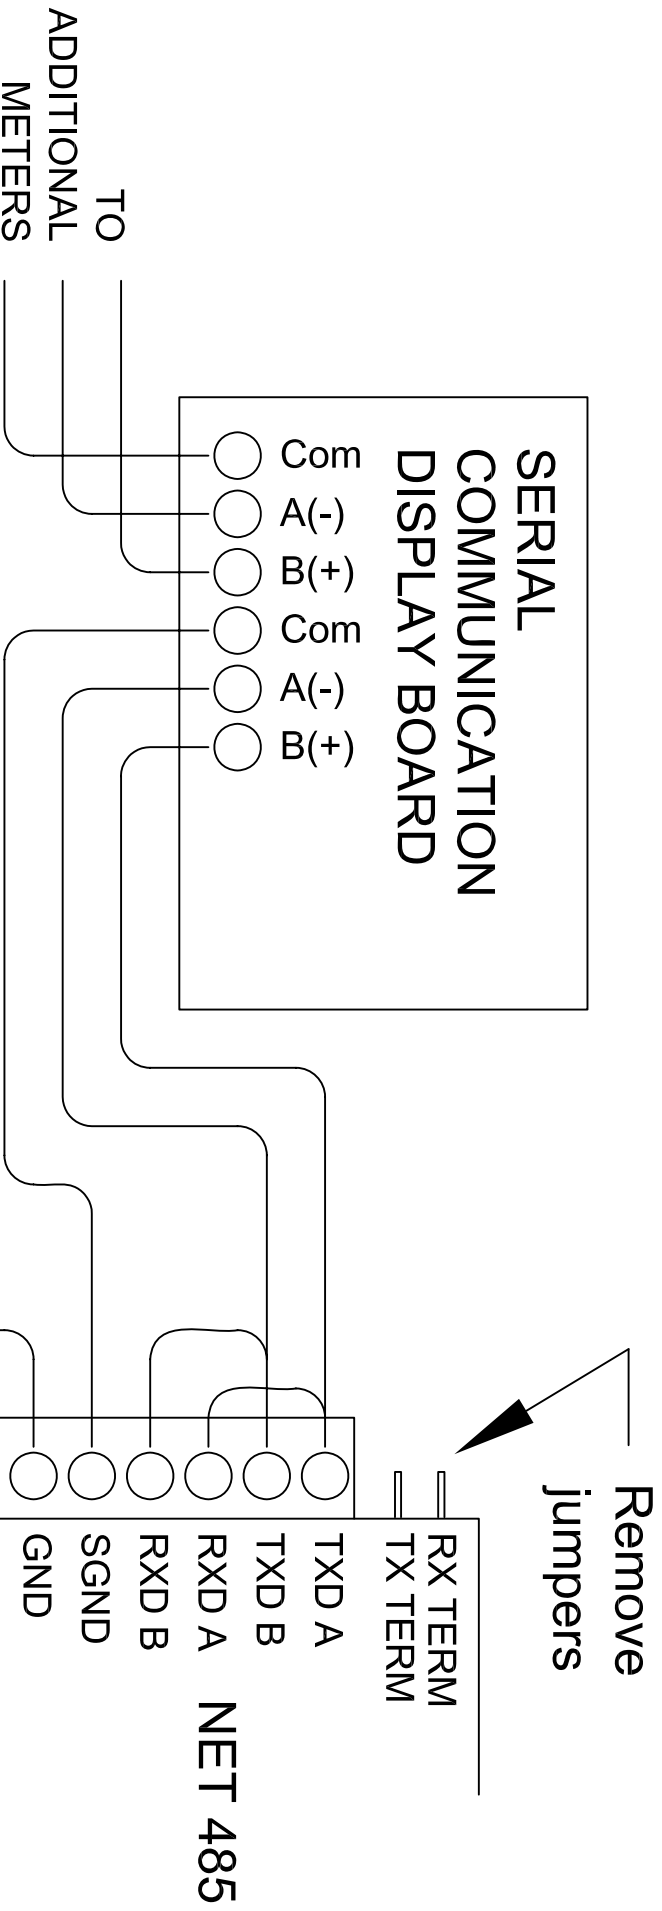 TO
ADDITIONAL
METERS
SERIAL
COMMUNICATION
DISPLAY BOARD
Com
A(-)
B(+)
Com
A(-)
B(+)
Remove
jumpers
RX TERM
TX TERM
TXD A
TXD B
RXD A
RXD B
SGND
GND
NET 485